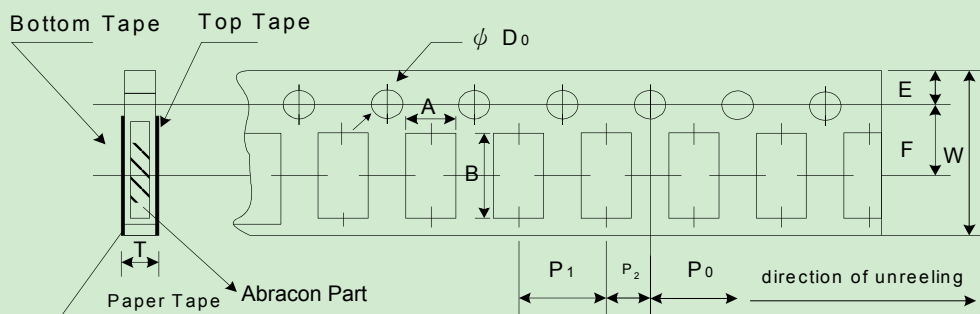 Bottom Tape
Top Tape
ϕ D0
A
B
E
F
W
T
P1
P2
P0
direction of unreeling
Paper Tape
Abracon Part